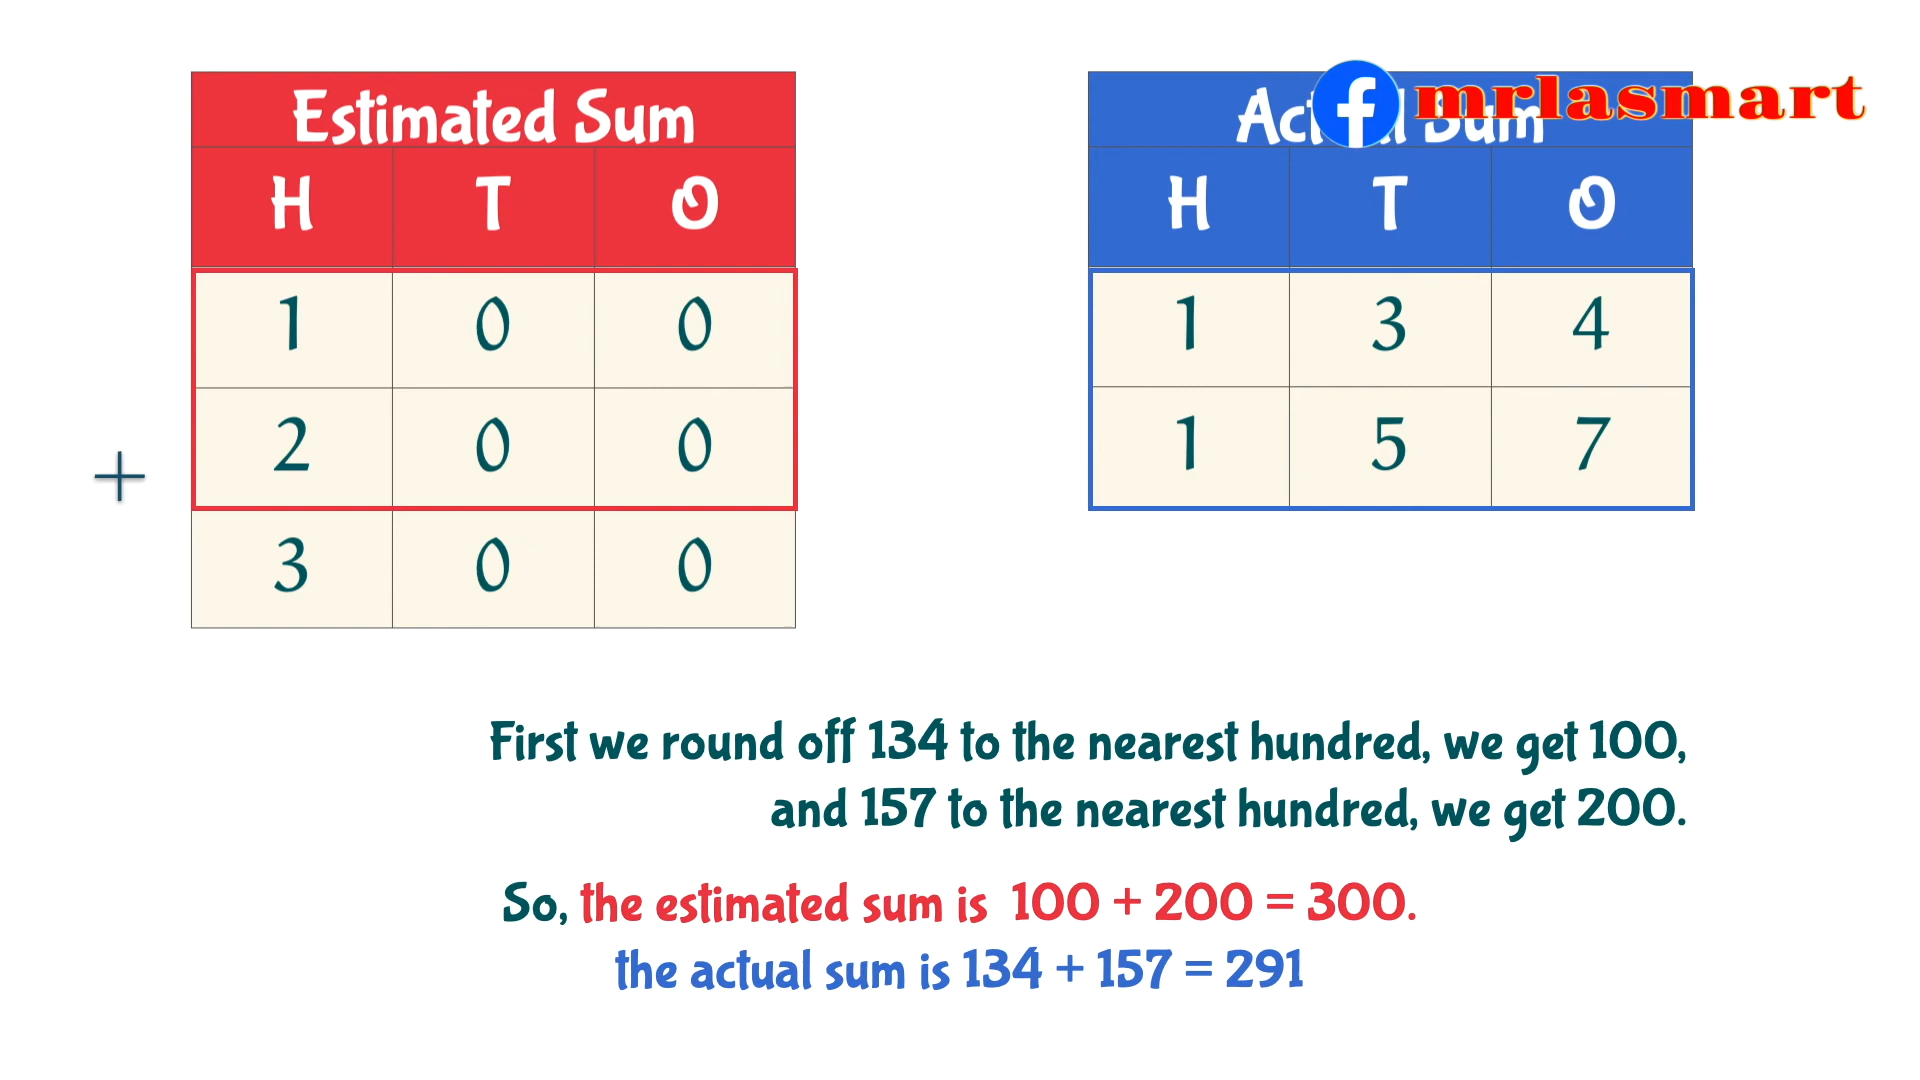 Estimated Sum
H T O
1 0 0
2 0 0
+
3 0 0
Sum
f mrlasmart
H T O
1 3 4
1 5 7
First we round off 134 to the nearest hundred, we get 100,
and 157 to the nearest hundred, we get 200.
So, the estimated sum is 100 + 200 = 300.
the actual sum is 134 + 157 = 291